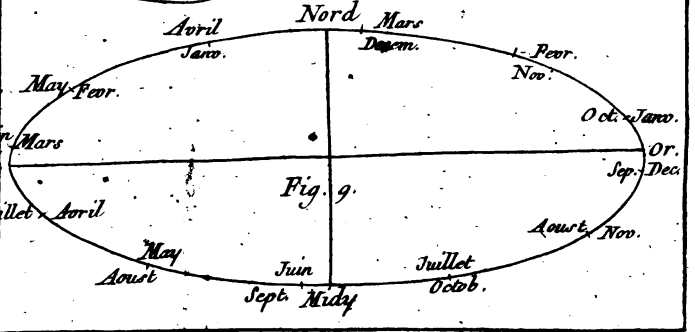 Nord
Avril
Mars
Janv.
Decem.
Fevr.
Nov.
May Fevr.
Oct. Janv.
Mars
Or.
Sep. Dec.
Fig. 9.
illet Avril
Aoust Nov.
May
Aoust
Juin
Juillet
Sept.
Midy
Octob.